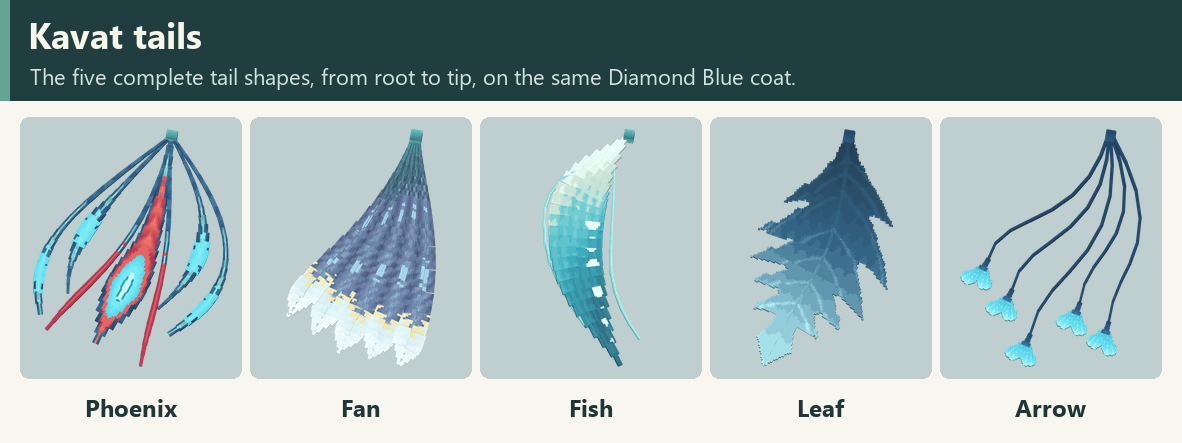 Kavat tails
The five complete tail shapes, from root to tip, on the same Diamond Blue coat.
Phoenix
Fan
Fish
Leaf
Arrow